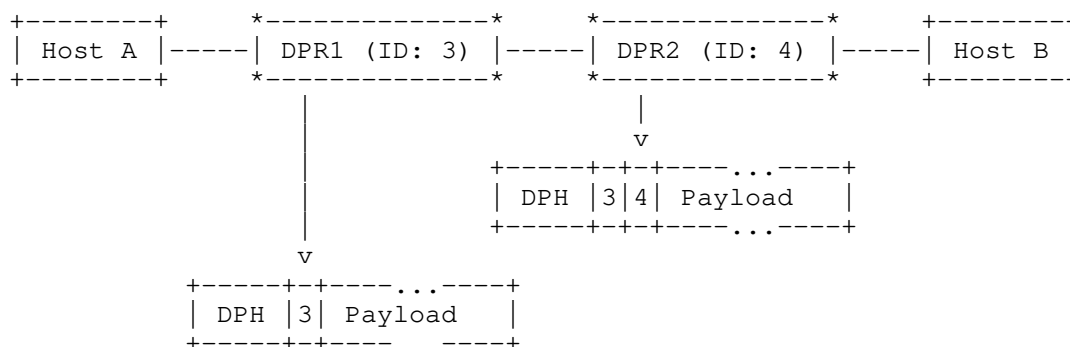 +--------+     *--------------*     *--------------*     +---------
| Host A |-----| DPR1 (ID: 3) |-----| DPR2 (ID: 4) |-----| Host B
+--------+     *--------------*     *--------------*     +---------
|             |
|             v
|       +-----+-+-+----...----+
|       | DPH |3|4| Payload   |
|       +-----+-+-+----...----+
v
+-----+-+----...----+
| DPH |3| Payload   |
+-----+-+----   ----+